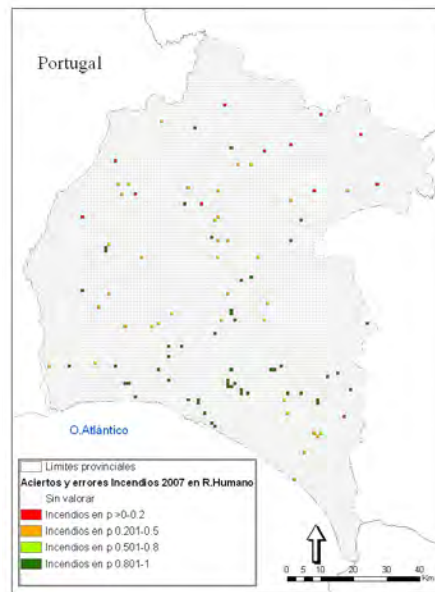 Portugal
O.Atlántico
Límites provinciales
Aciertos y errores Incendios 2007 en R.Humano
Sin valorar
Incendios en p >0-0.2
Incendios en p 0.201-0.5
Incendios en p 0.501-0.8
Incendios en p 0.801-1
0 5 10 20 30 40
Km